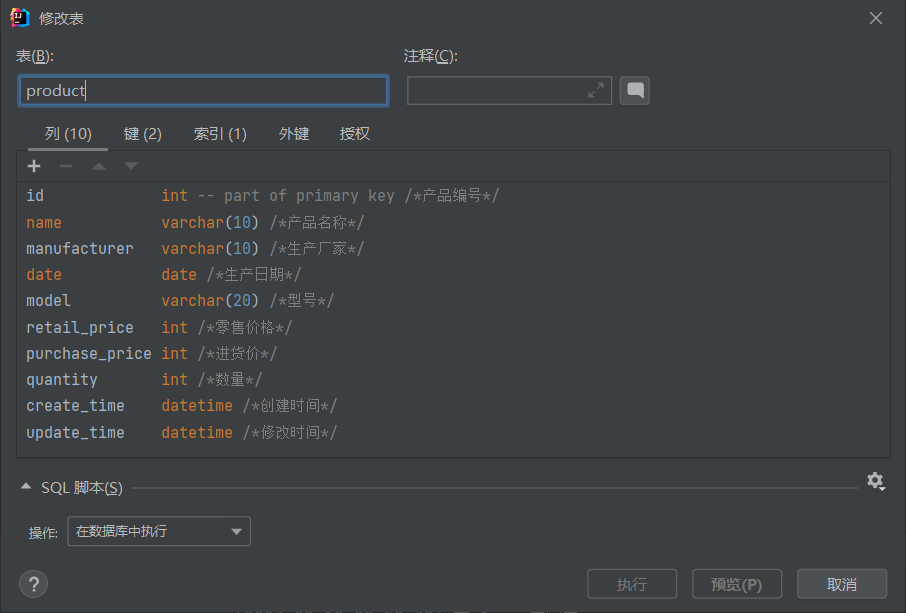 修改表
表(B): 注释(C):
product
列 (10) 键 (2) 索引 (1) 外键 授权
id int -- part of primary key /*产品编号*/
name varchar(10) /*产品名称*/
manufacturer varchar(10) /*生产厂家*/
date date /*生产日期*/
model varchar(20) /*型号*/
retail_price int /*零售价格*/
purchase_price int /*进货价*/
quantity int /*数量*/
create_time datetime /*创建时间*/
update_time datetime /*修改时间*/
SQL 脚本(S)
操作: 在数据库中执行
? 执行 预览(P) 取消